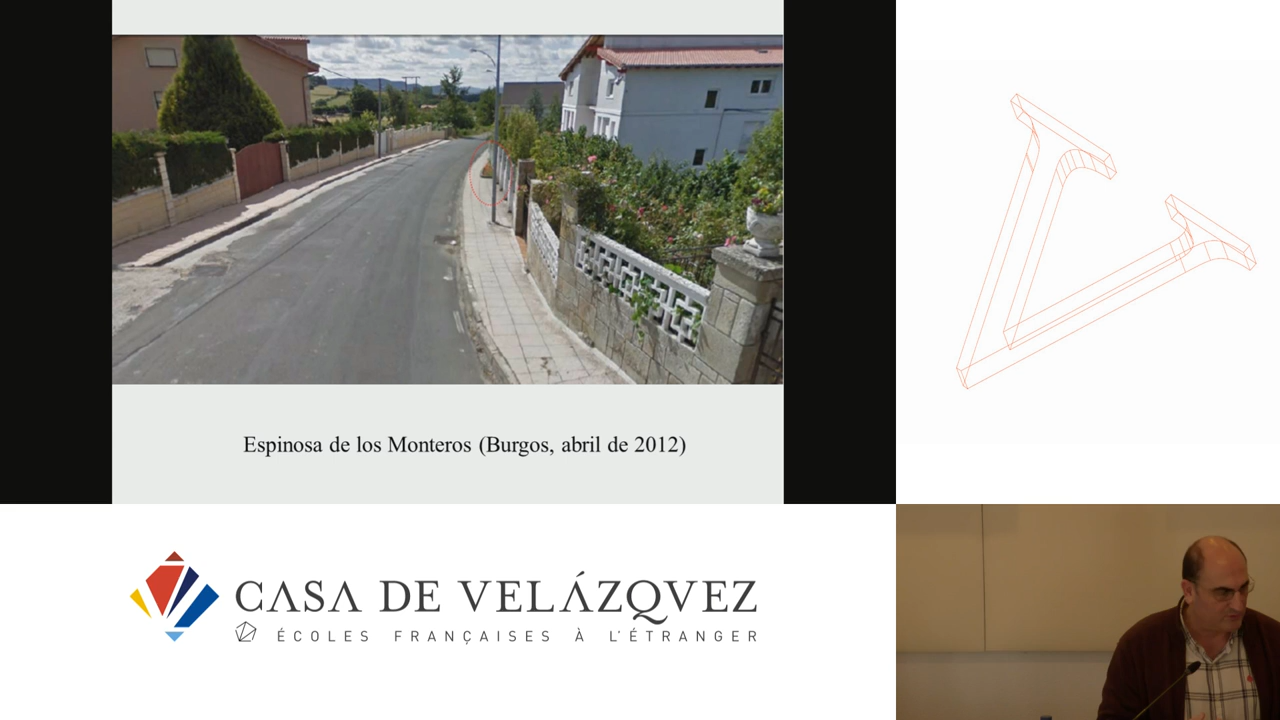 Espinosa de los Monteros (Burgos, abril de 2012)
CASA DE VELÁZQVEZ
ÉCOLES FRANÇAISES À L'ÉTRANGER